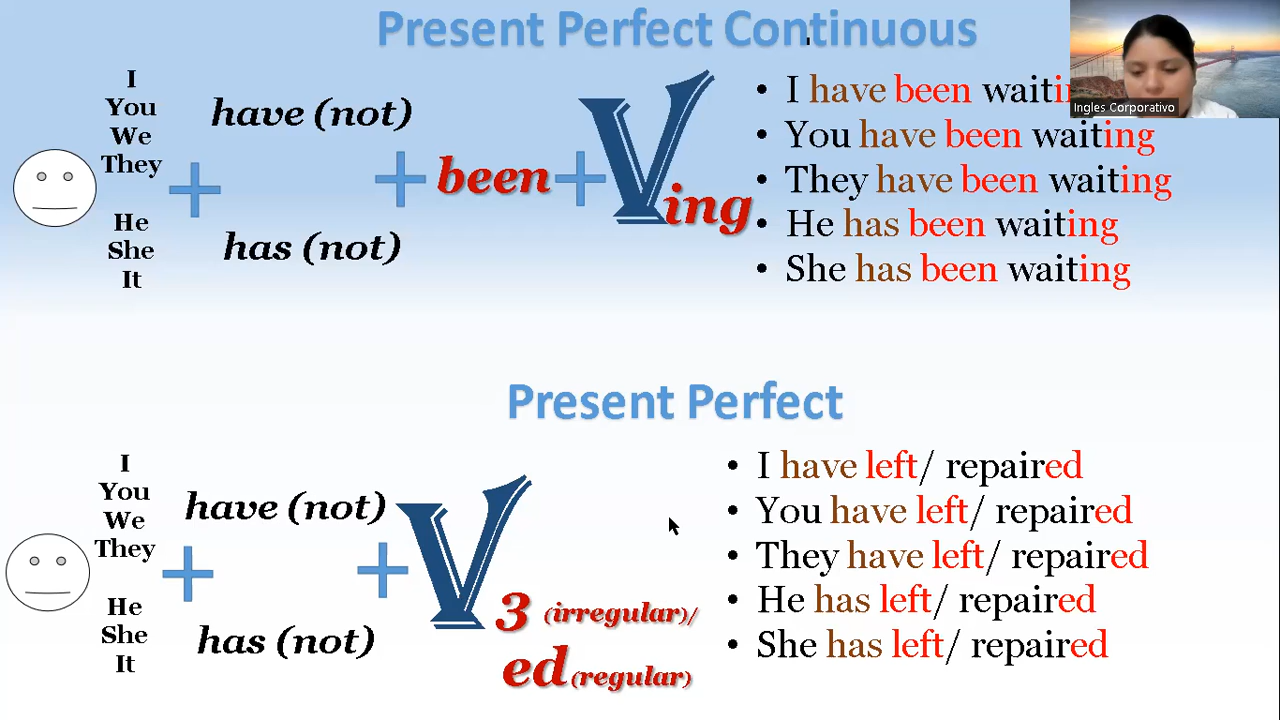 Present Perfect Continuous
I
You
We
They
He
She
It
have (not)
has (not)
+
+ been + Ving
• I have been waiti
• You have been waiting
• They have been waiting
• He has been waiting
• She has been waiting
Ingles Corporativo
Present Perfect
I
You
We
They
He
She
It
+
have (not)
has (not)
+
V
3 (irregular)/
ed (regular)
• I have left/ repaired
• You have left/ repaired
• They have left/ repaired
• He has left/ repaired
• She has left/ repaired